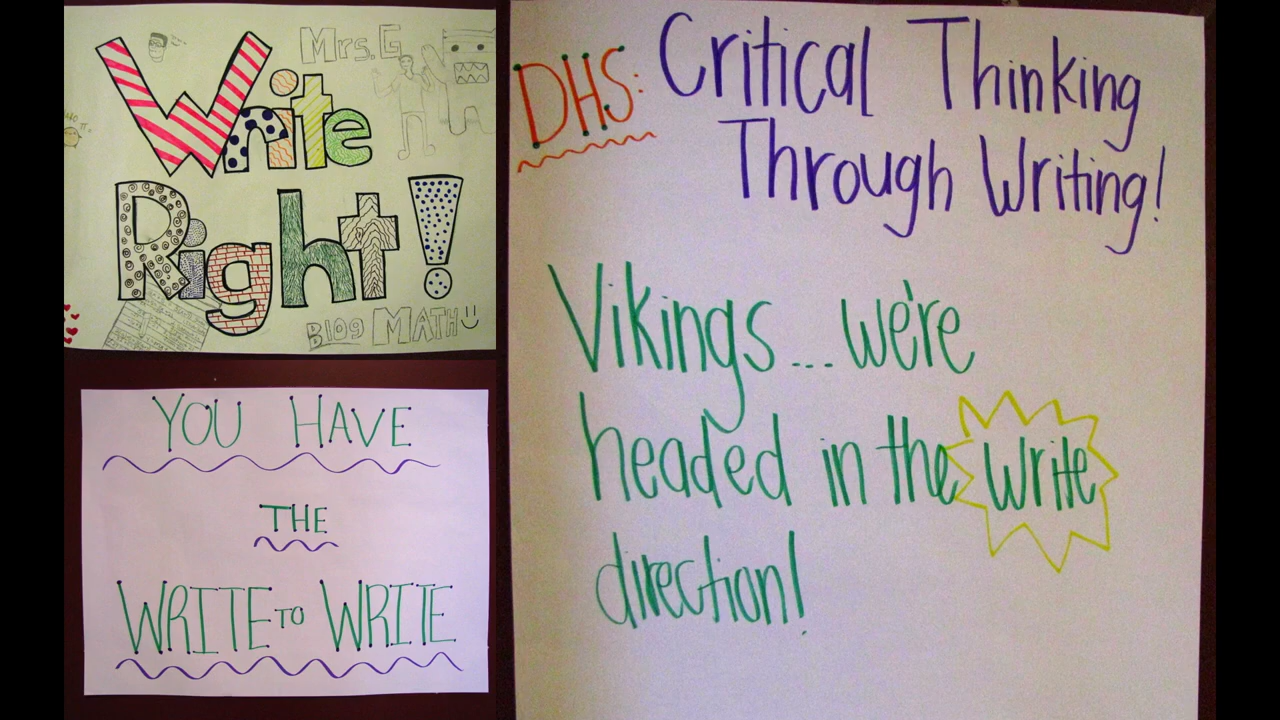 Mrs. G
Write
Right!
Blog MATH
YOU HAVE
THE
WRITE TO WRITE
DHS: Critical Thinking
Through Writing!
Vikings... we're
headed in the Write
direction!